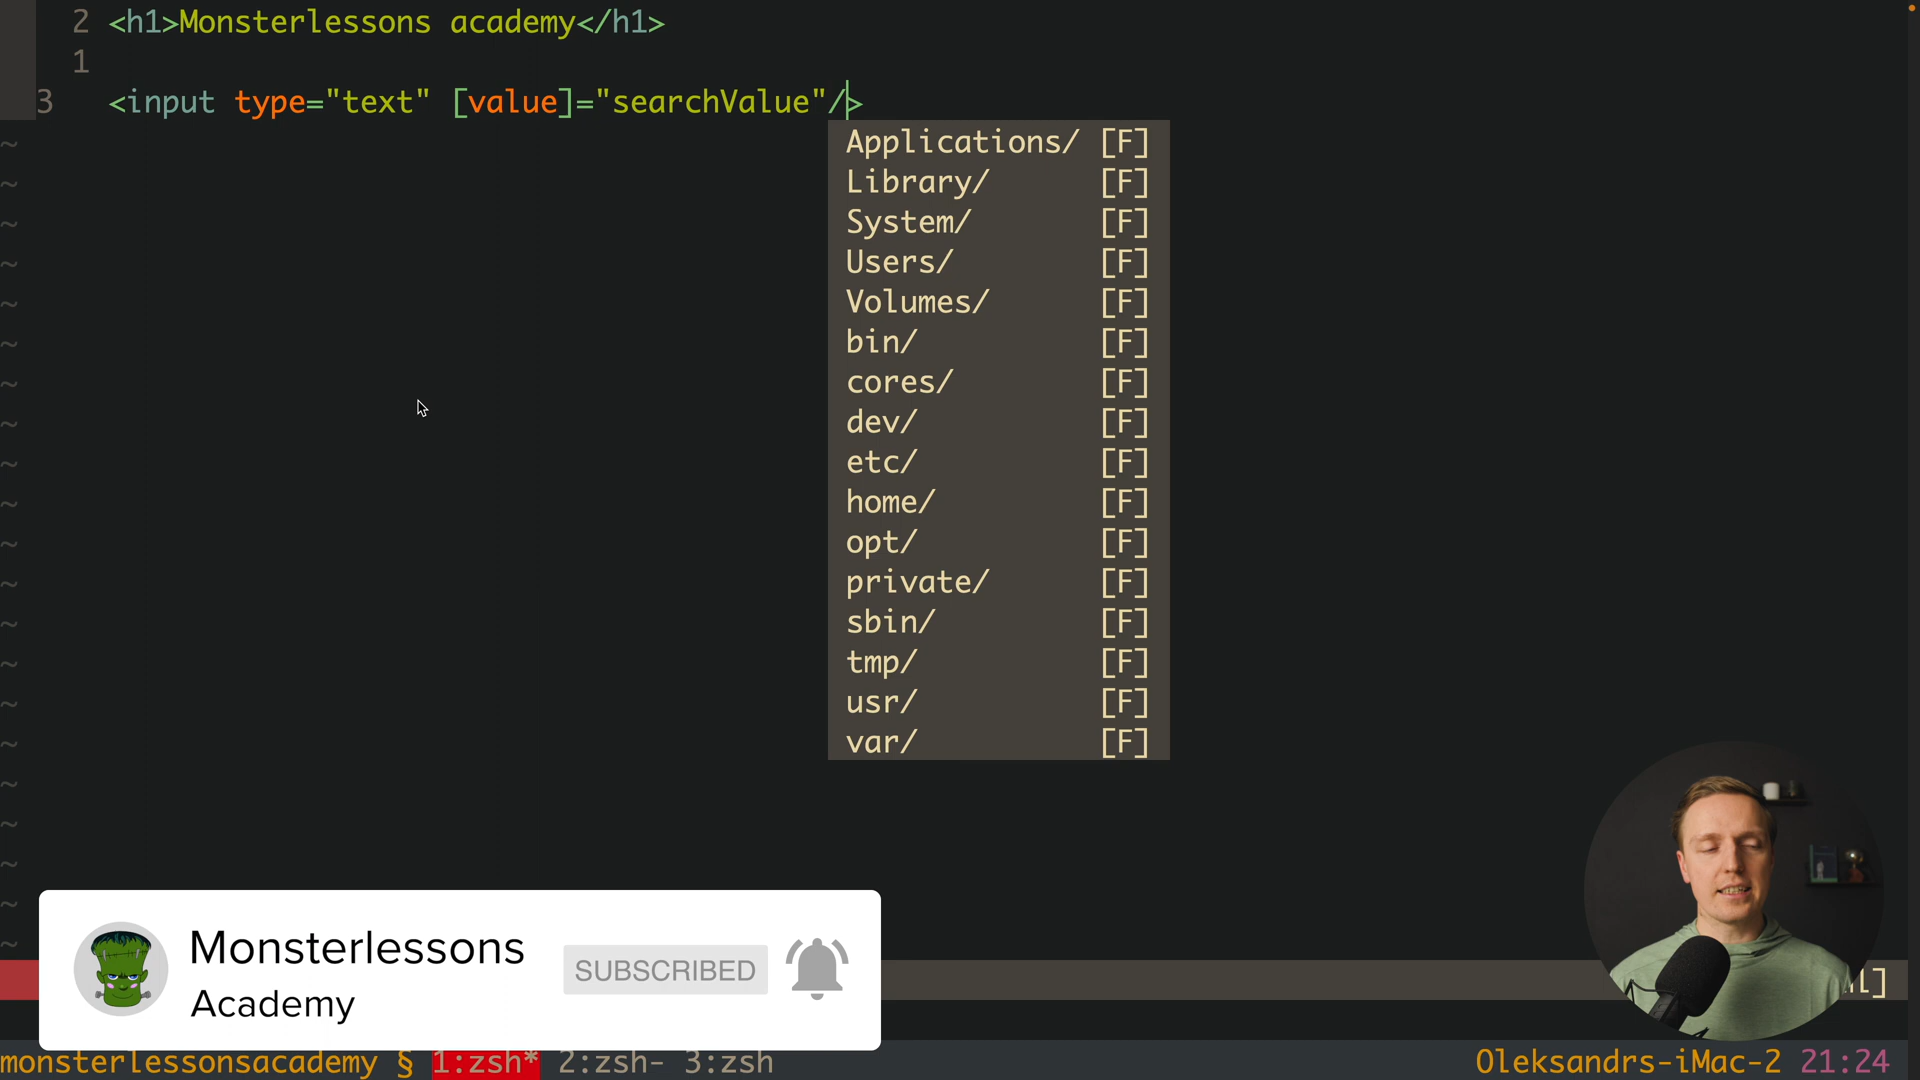 2 <h1>Monsterlessons academy</h1>
1
3 <input type="text" [value]="searchValue"/>
~
Applications/ [F]
~
Library/ [F]
~
System/ [F]
~
Users/ [F]
~
Volumes/ [F]
~
bin/ [F]
~
cores/ [F]
~
dev/ [F]
~
etc/ [F]
~
home/ [F]
~
opt/ [F]
~
private/ [F]
~
sbin/ [F]
~
tmp/ [F]
~
usr/ [F]
~
var/ [F]
~
~
~
~
~
Monsterlessons
Academy
SUBSCRIBED
l]
monsterlessonsacademy § 1:zsh* 2:zsh- 3:zsh
Oleksandrs-iMac-2 21:24